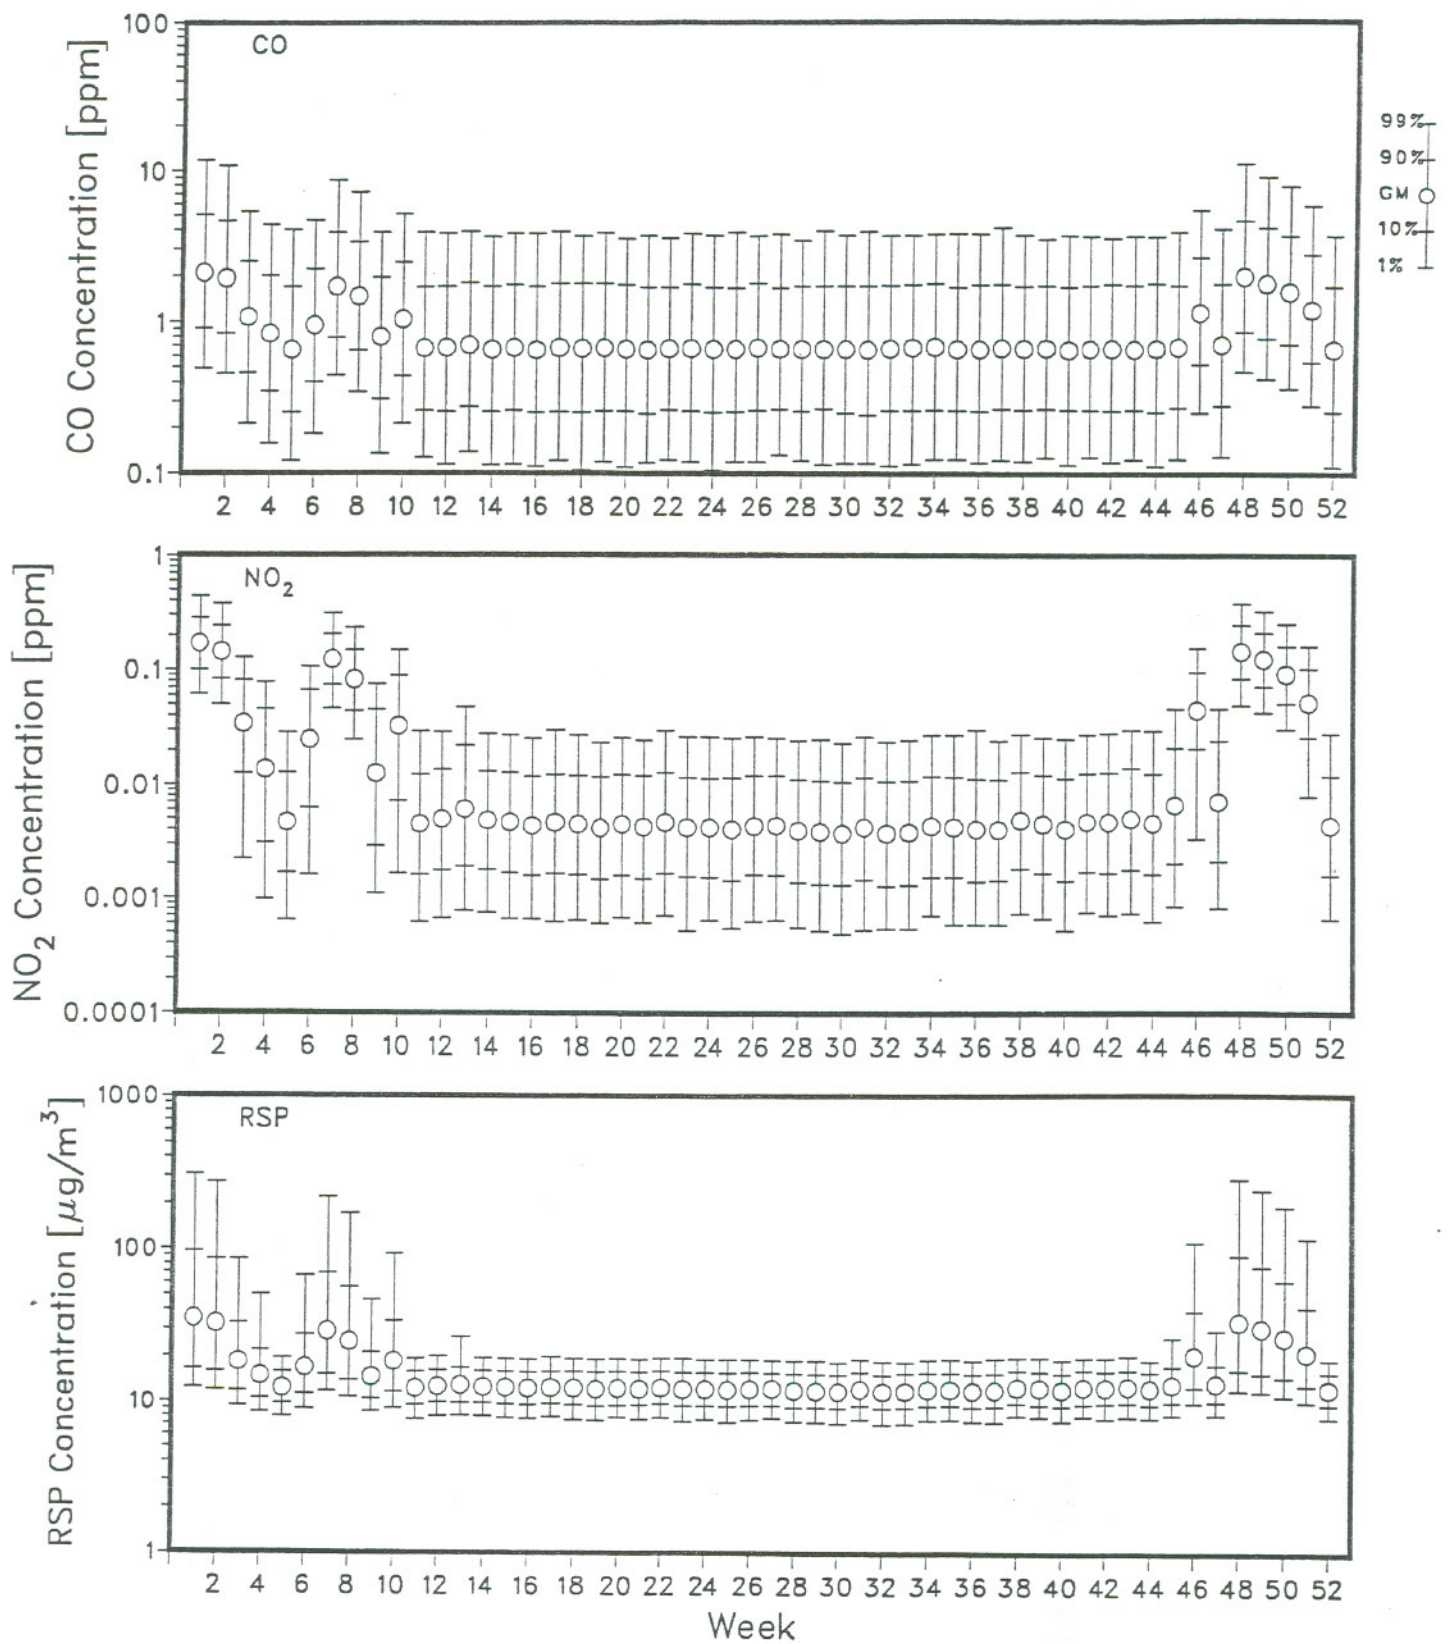 CO
CO Concentration [ppm]
100
10
1
0.1
2 4 6 8 10 12 14 16 18 20 22 24 26 28 30 32 34 36 38 40 42 44 46 48 50 52
99%
90%
GM
10%
1%
NO2
NO2 Concentration [ppm]
1
0.1
0.01
0.001
0.0001
2 4 6 8 10 12 14 16 18 20 22 24 26 28 30 32 34 36 38 40 42 44 46 48 50 52
RSP
RSP Concentration [μg/m3]
1000
100
10
1
2 4 6 8 10 12 14 16 18 20 22 24 26 28 30 32 34 36 38 40 42 44 46 48 50 52
Week